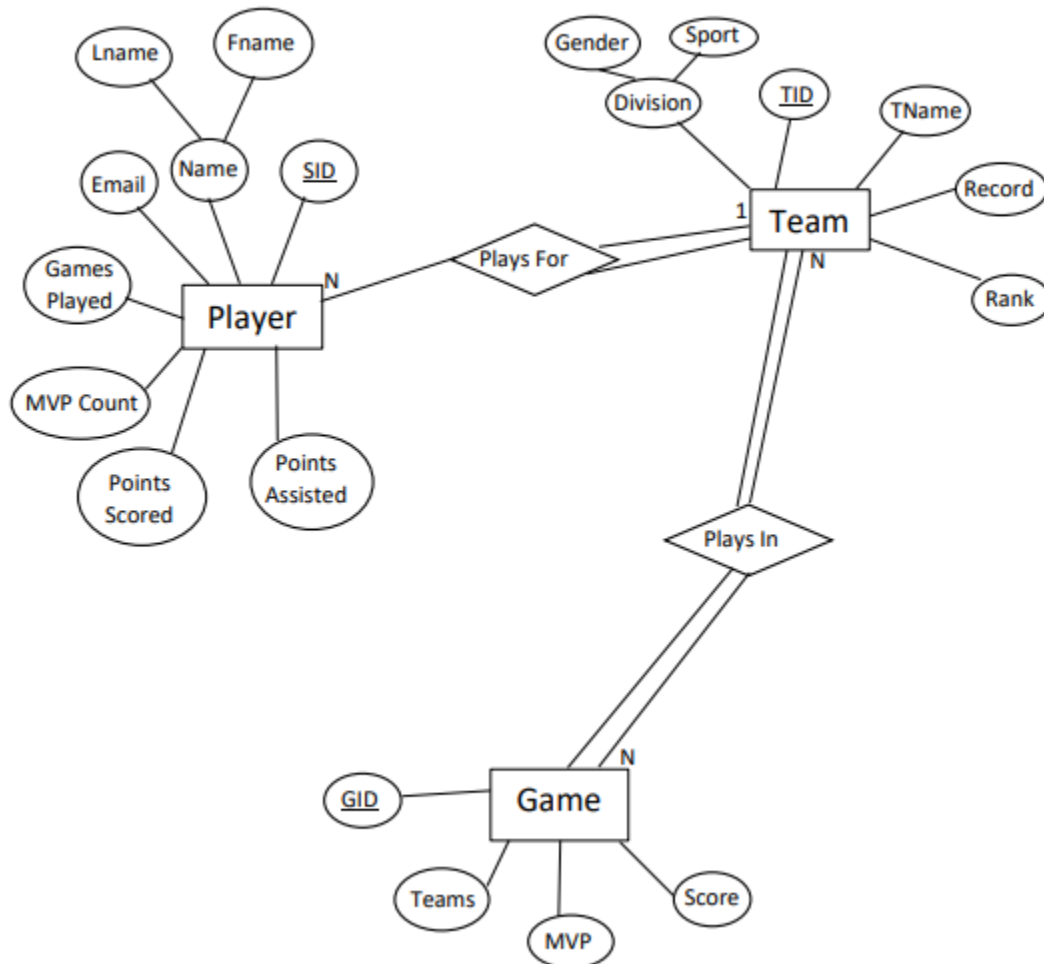 Lname
Fname
Name
SID
Email
Games
Played
Player
N
MVP Count
Points
Scored
Points
Assisted
Plays For
Gender
Sport
Division
TID
TName
Record
Rank
1
Team
N
Plays In
N
GID
Game
Teams
MVP
Score